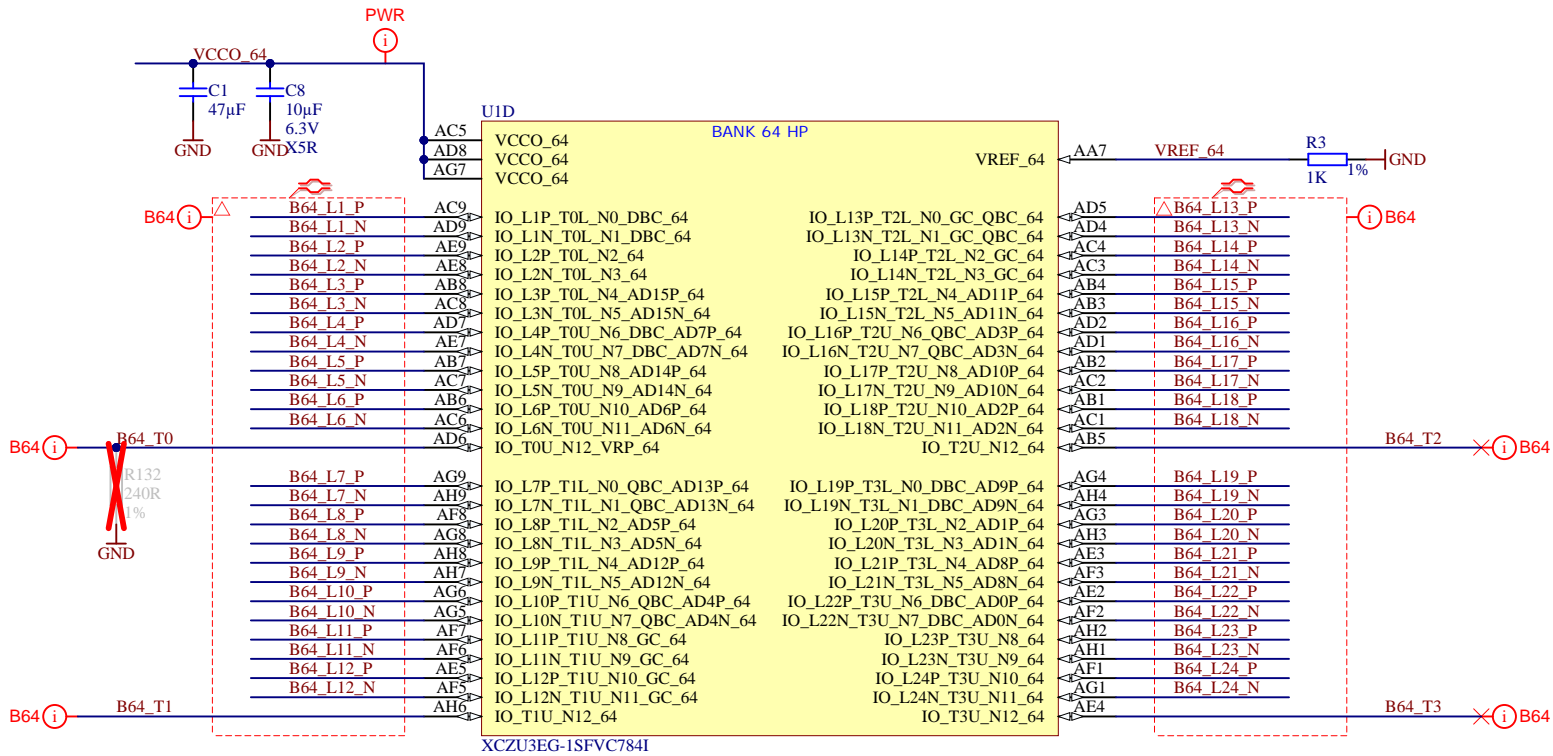 PWR
VCCO_64
C1
47µF
GND
C8
10µF
6.3V
X5R
GND
U1D
BANK 64 HP
AC5 VCCO_64
AD8 VCCO_64
AG7 VCCO_64
VREF_64 AA7 VREF_64
R3
1K
1%
GND
B64
B64_L1_P AC9 IO_L1P_T0L_N0_DBC_64
B64_L1_N AD9 IO_L1N_T0L_N1_DBC_64
B64_L2_P AE9 IO_L2P_T0L_N2_64
B64_L2_N AE8 IO_L2N_T0L_N3_64
B64_L3_P AB8 IO_L3P_T0L_N4_AD15P_64
B64_L3_N AC8 IO_L3N_T0L_N5_AD15N_64
B64_L4_P AD7 IO_L4P_T0U_N6_DBC_AD7P_64
B64_L4_N AE7 IO_L4N_T0U_N7_DBC_AD7N_64
B64_L5_P AB7 IO_L5P_T0U_N8_AD14P_64
B64_L5_N AC7 IO_L5N_T0U_N9_AD14N_64
B64_L6_P AB6 IO_L6P_T0U_N10_AD6P_64
B64_L6_N AC6 IO_L6N_T0U_N11_AD6N_64
B64 B64_T0 AD6 IO_T0U_N12_VRP_64
R132
240R
1%
GND
B64_L7_P AG9 IO_L7P_T1L_N0_QBC_AD13P_64
B64_L7_N AH9 IO_L7N_T1L_N1_QBC_AD13N_64
B64_L8_P AF8 IO_L8P_T1L_N2_AD5P_64
B64_L8_N AG8 IO_L8N_T1L_N3_AD5N_64
B64_L9_P AH8 IO_L9P_T1L_N4_AD12P_64
B64_L9_N AH7 IO_L9N_T1L_N5_AD12N_64
B64_L10_P AG6 IO_L10P_T1U_N6_QBC_AD4P_64
B64_L10_N AG5 IO_L10N_T1U_N7_QBC_AD4N_64
B64_L11_P AF7 IO_L11P_T1U_N8_GC_64
B64_L11_N AF6 IO_L11N_T1U_N9_GC_64
B64_L12_P AE5 IO_L12P_T1U_N10_GC_64
B64_L12_N AF5 IO_L12N_T1U_N11_GC_64
B64 B64_T1 AH6 IO_T1U_N12_64
IO_L13P_T2L_N0_GC_QBC_64 AD5 B64_L13_P
B64
IO_L13N_T2L_N1_GC_QBC_64 AD4 B64_L13_N
IO_L14P_T2L_N2_GC_64 AC4 B64_L14_P
IO_L14N_T2L_N3_GC_64 AC3 B64_L14_N
IO_L15P_T2L_N4_AD11P_64 AB4 B64_L15_P
IO_L15N_T2L_N5_AD11N_64 AB3 B64_L15_N
IO_L16P_T2U_N6_QBC_AD3P_64 AD2 B64_L16_P
IO_L16N_T2U_N7_QBC_AD3N_64 AD1 B64_L16_N
IO_L17P_T2U_N8_AD10P_64 AB2 B64_L17_P
IO_L17N_T2U_N9_AD10N_64 AC2 B64_L17_N
IO_L18P_T2U_N10_AD2P_64 AB1 B64_L18_P
IO_L18N_T2U_N11_AD2N_64 AC1 B64_L18_N
IO_T2U_N12_64 AB5 B64_T2 B64
IO_L19P_T3L_N0_DBC_AD9P_64 AG4 B64_L19_P
IO_L19N_T3L_N1_DBC_AD9N_64 AH4 B64_L19_N
IO_L20P_T3L_N2_AD1P_64 AG3 B64_L20_P
IO_L20N_T3L_N3_AD1N_64 AH3 B64_L20_N
IO_L21P_T3L_N4_AD8P_64 AE3 B64_L21_P
IO_L21N_T3L_N5_AD8N_64 AF3 B64_L21_N
IO_L22P_T3U_N6_DBC_AD0P_64 AE2 B64_L22_P
IO_L22N_T3U_N7_DBC_AD0N_64 AF2 B64_L22_N
IO_L23P_T3U_N8_64 AH2 B64_L23_P
IO_L23N_T3U_N9_64 AH1 B64_L23_N
IO_L24P_T3U_N10_64 AF1 B64_L24_P
IO_L24N_T3U_N11_64 AG1 B64_L24_N
IO_T3U_N12_64 AE4 B64_T3 B64
XCZU3EG-1SFVC784I